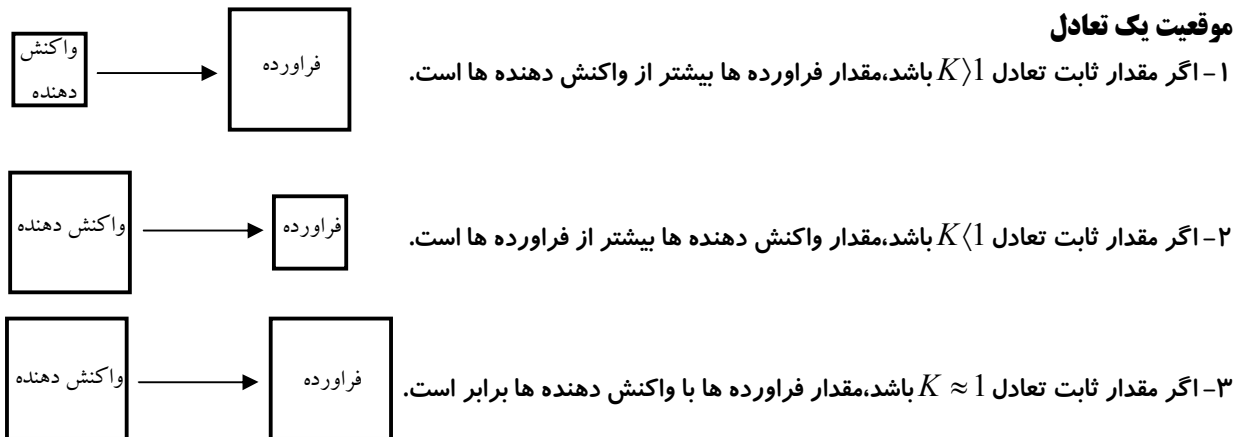 موقعیت یک تعادل
۱- اگر مقدار ثابت تعادل K⟩1 باشد،مقدار فراورده ها بیشتر از واکنش دهنده ها است.
واکنش
دهنده
فراورده
۲- اگر مقدار ثابت تعادل K⟨1 باشد،مقدار واکنش دهنده ها بیشتر از فراورده ها است.
واکنش دهنده
فراورده
۳- اگر مقدار ثابت تعادل K ≈ 1 باشد،مقدار فراورده ها با واکنش دهنده ها برابر است.
واکنش دهنده
فراورده